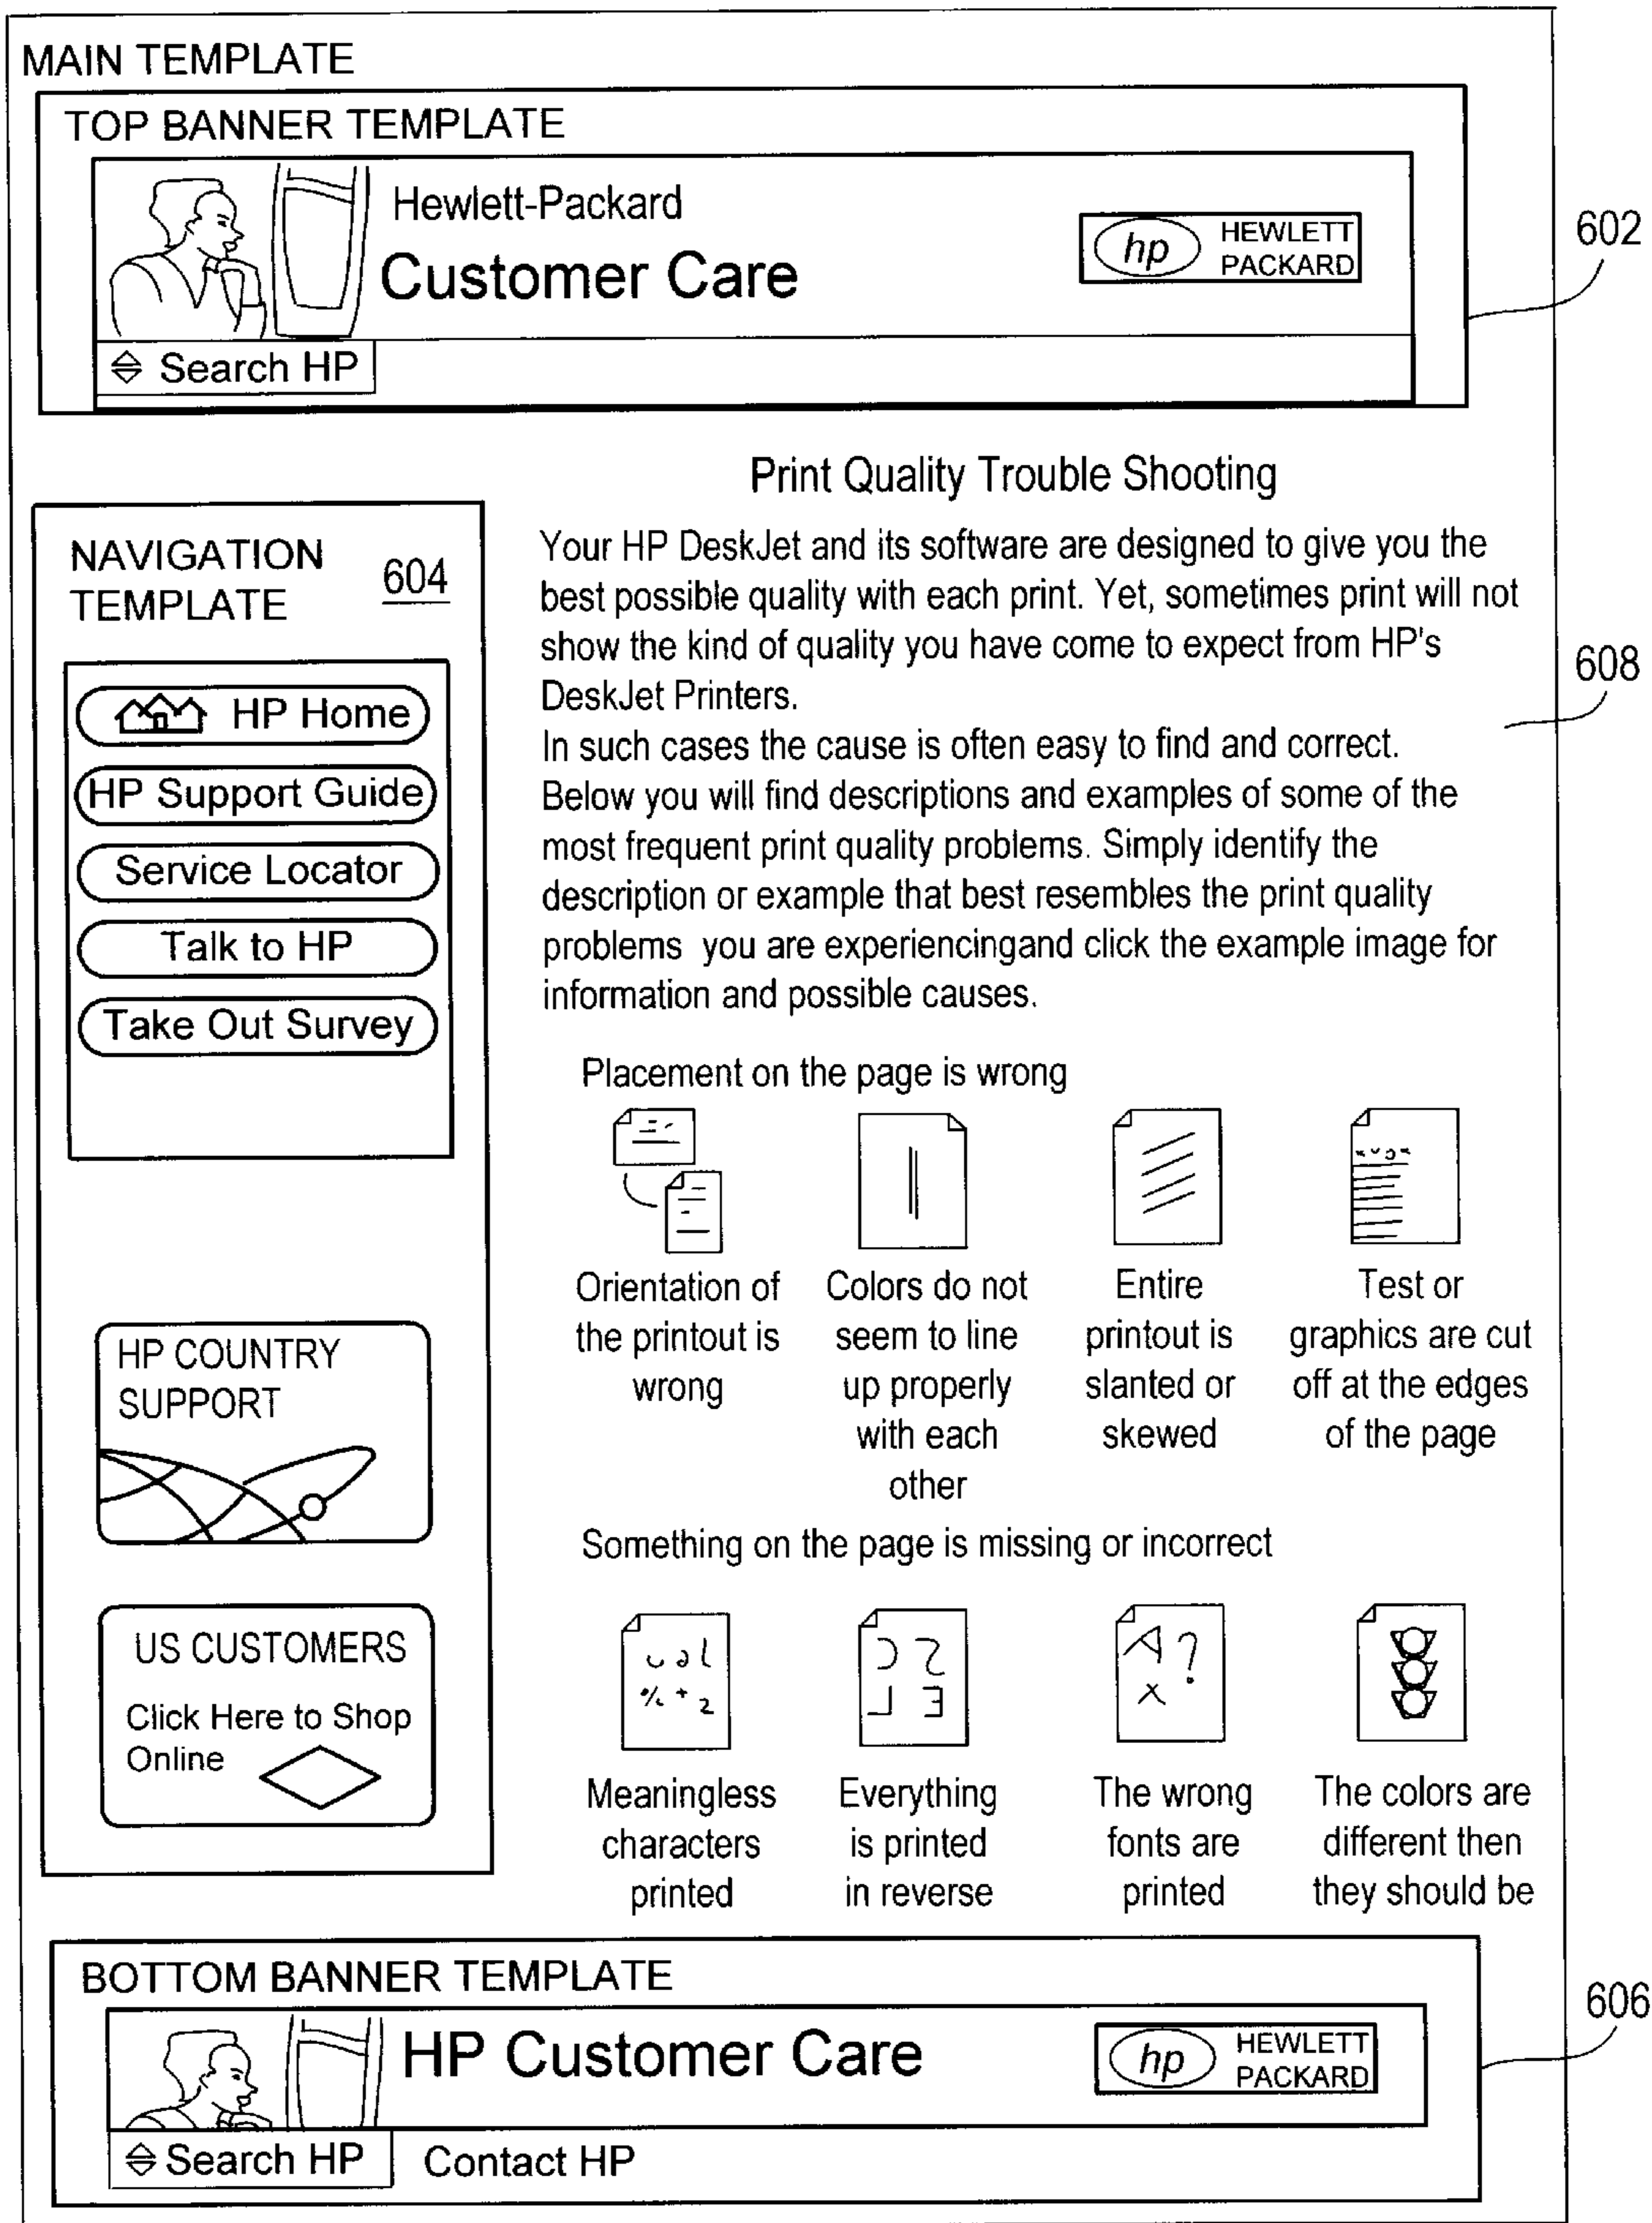 MAIN TEMPLATE
TOP BANNER TEMPLATE
Hewlett-Packard
Customer Care
hp HEWLETT
PACKARD
602
Search HP
Print Quality Trouble Shooting
NAVIGATION
TEMPLATE
604
HP Home
HP Support Guide
Service Locator
Talk to HP
Take Out Survey
HP COUNTRY
SUPPORT
US CUSTOMERS
Click Here to Shop
Online
Your HP DeskJet and its software are designed to give you the
best possible quality with each print. Yet, sometimes print will not
show the kind of quality you have come to expect from HP's
DeskJet Printers.
In such cases the cause is often easy to find and correct.
Below you will find descriptions and examples of some of the
most frequent print quality problems. Simply identify the
description or example that best resembles the print quality
problems you are experiencingand click the example image for
information and possible causes.
608
Placement on the page is wrong
Orientation of
the printout is
wrong
Colors do not
seem to line
up properly
with each
other
Entire
printout is
slanted or
skewed
Test or
graphics are cut
off at the edges
of the page
Something on the page is missing or incorrect
A ?
x
Meaningless
characters
printed
Everything
is printed
in reverse
The wrong
fonts are
printed
The colors are
different then
they should be
BOTTOM BANNER TEMPLATE
HP Customer Care
hp HEWLETT
PACKARD
606
Search HP
Contact HP